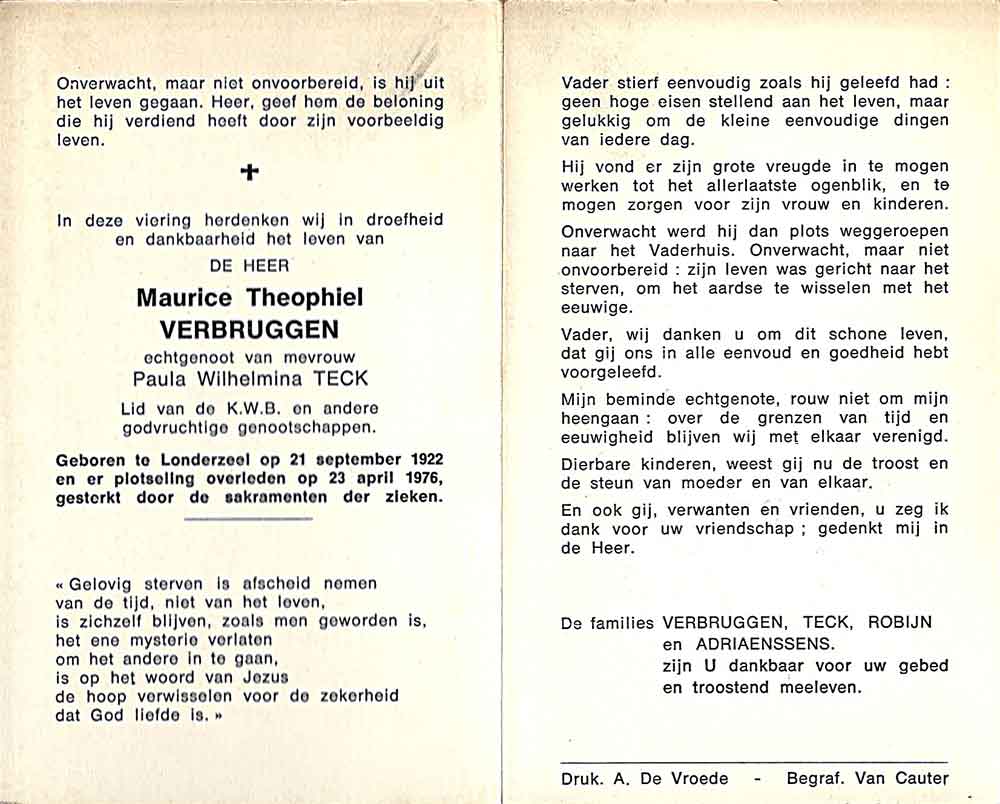 Onverwacht, maar niet onvoorbereid, is hij uit
het leven gegaan. Heer, geef hem de beloning
die hij verdiend heeft door zijn voorbeeldig
leven.
✝
In deze viering herdenken wij in droefheid
en dankbaarheid het leven van
DE HEER
Maurice Theophiel
VERBRUGGEN
echtgenoot van mevrouw
Paula Wilhelmina TECK
Lid van de K.W.B. en andere
godvruchtige genootschappen.
Geboren te Londerzeel op 21 september 1922
en er plotseling overleden op 23 april 1976,
gesterkt door de sakramenten der zieken.
« Gelovig sterven is afscheid nemen
van de tijd, niet van het leven,
is zichzelf blijven, zoals men geworden is,
het ene mysterie verlaten
om het andere in te gaan,
is op het woord van Jezus
de hoop verwisselen voor de zekerheid
dat God liefde is. »
Vader stierf eenvoudig zoals hij geleefd had :
geen hoge eisen stellend aan het leven, maar
gelukkig om de kleine eenvoudige dingen
van iedere dag.
Hij vond er zijn grote vreugde in te mogen
werken tot het allerlaatste ogenblik, en te
mogen zorgen voor zijn vrouw en kinderen.
Onverwacht werd hij dan plots weggeroepen
naar het Vaderhuis. Onverwacht, maar niet
onvoorbereid : zijn leven was gericht naar het
sterven, om het aardse te wisselen met het
eeuwige.
Vader, wij danken u om dit schone leven,
dat gij ons in alle eenvoud en goedheid hebt
voorgeleefd.
Mijn beminde echtgenote, rouw niet om mijn
heengaan : over de grenzen van tijd en
eeuwigheid blijven wij met elkaar verenigd.
Dierbare kinderen, weest gij nu de troost en
de steun van moeder en van elkaar.
En ook gij, verwanten en vrienden, u zeg ik
dank voor uw vriendschap ; gedenkt mij in
de Heer.
De families VERBRUGGEN, TECK, ROBIJN
en ADRIAENSSENS.
zijn U dankbaar voor uw gebed
en troostend meeleven.
Druk. A. De Vroede - Begraf. Van Cauter